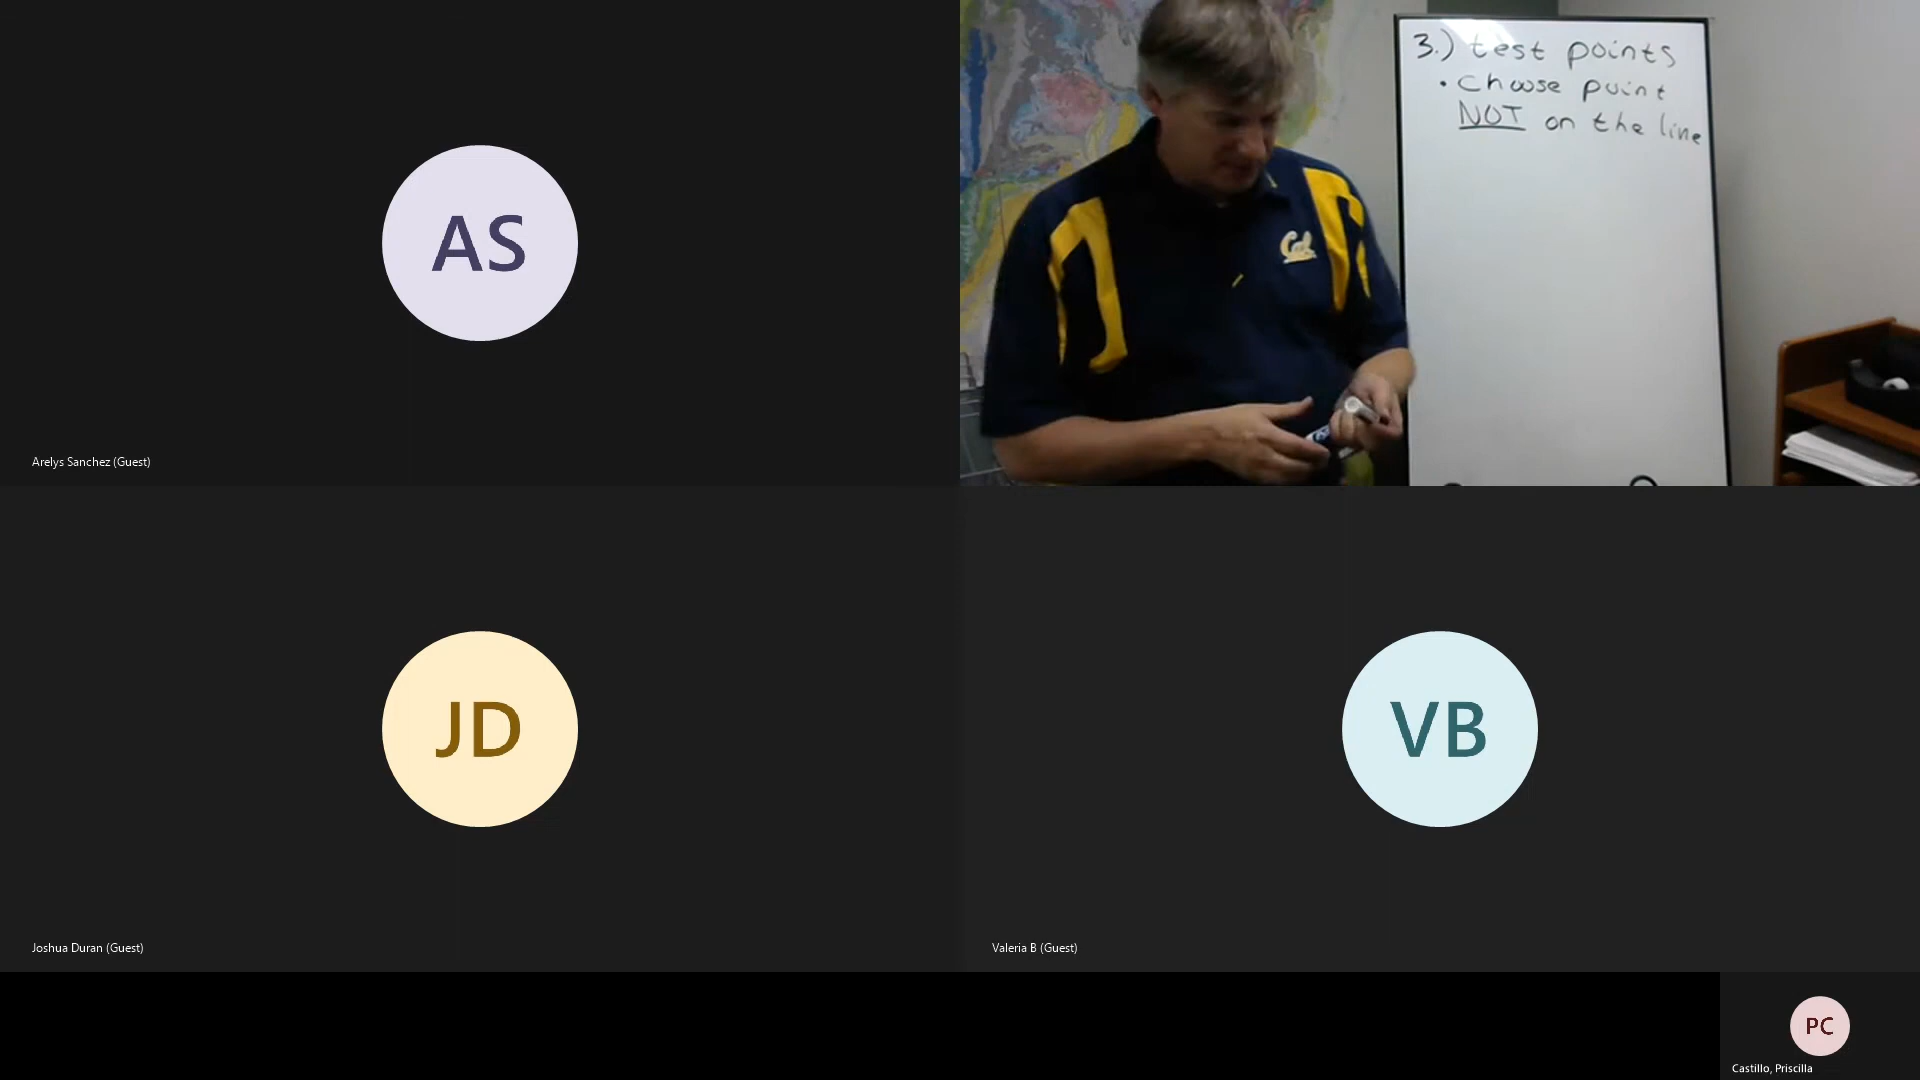 AS
Arelys Sanchez (Guest)
3.) test points
• Choose point
NOT on the line
Cal
JD
Joshua Duran (Guest)
VB
Valeria B (Guest)
PC
Castillo, Priscilla